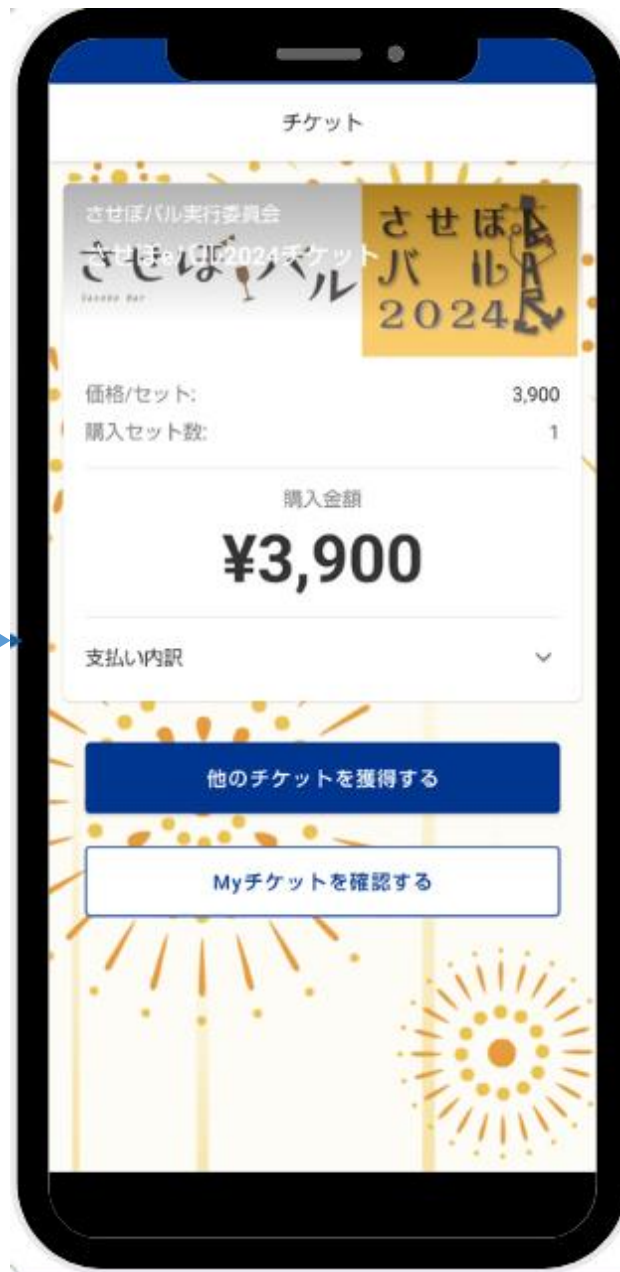 チケット
させぼバル実行委員会
させぼeバル2024チケット
させぼバル
Sasebo Bar
させぼ
バル
2024
BAR
価格/セット:
3,900
購入セット数:
1
購入金額
¥3,900
支払い内訳
他のチケットを獲得する
Myチケットを確認する